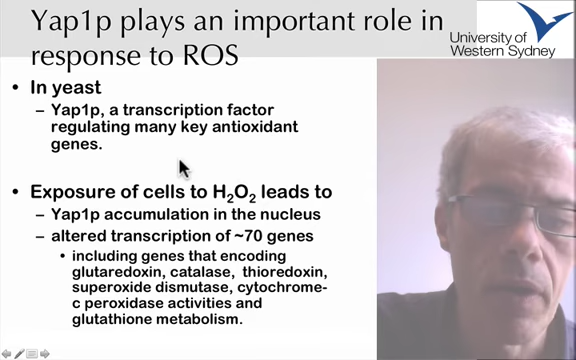 Yap1p plays an important role in
response to ROS
University of
Western Sydney
• In yeast
– Yap1p, a transcription factor
regulating many key antioxidant
genes.
• Exposure of cells to H₂O₂ leads to
– Yap1p accumulation in the nucleus
– altered transcription of ~70 genes
• including genes that encoding
glutaredoxin, catalase, thioredoxin,
superoxide dismutase, cytochrome-
c peroxidase activities and
glutathione metabolism.